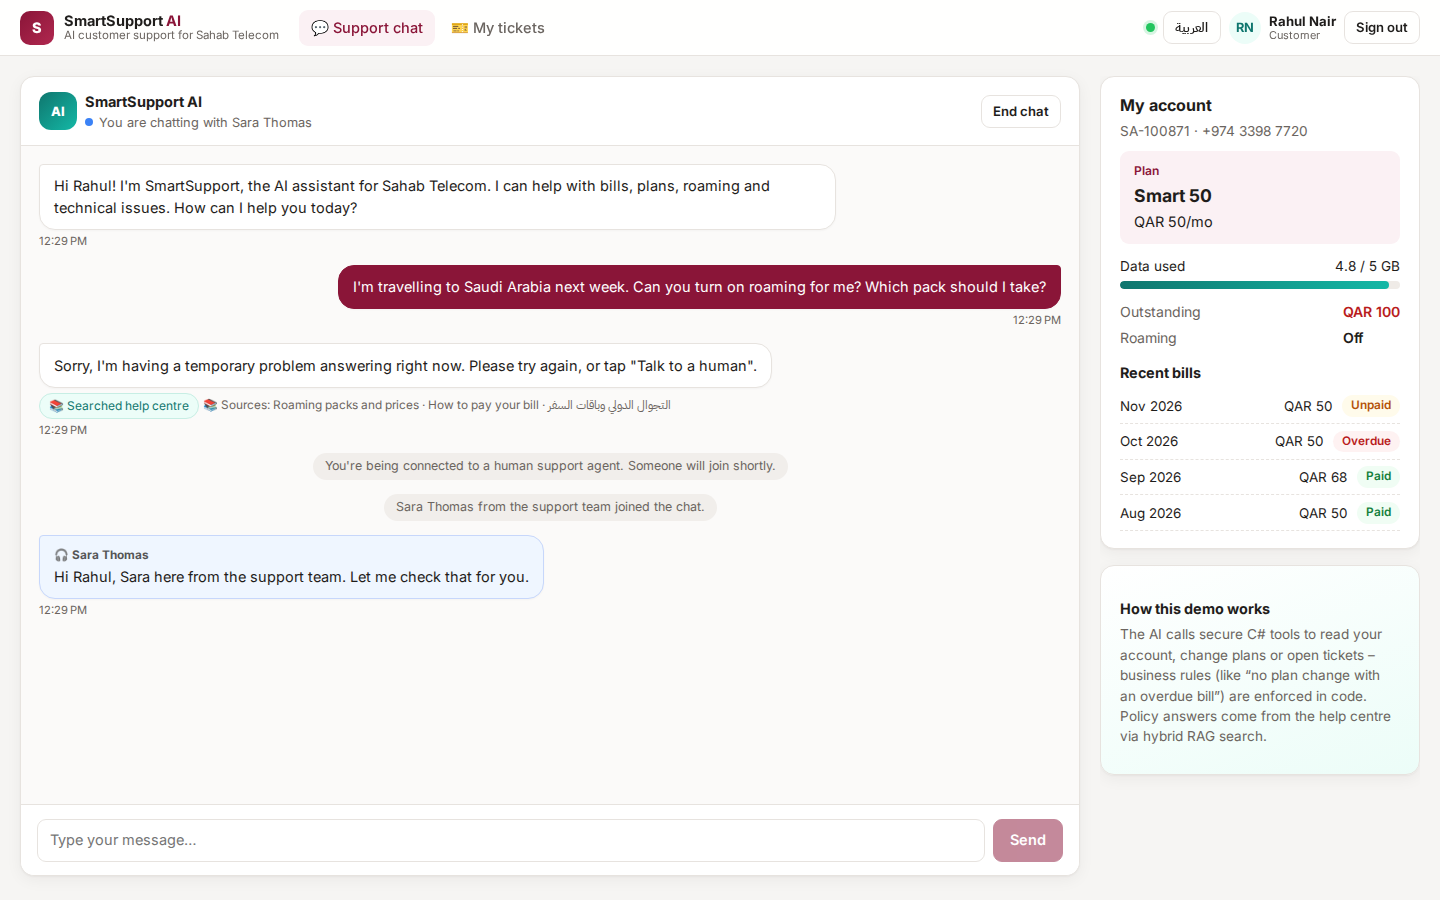 S
SmartSupport AI
AI customer support for Sahab Telecom
💬 Support chat
🎫 My tickets
العربية
RN
Rahul Nair
Customer
Sign out
AI
SmartSupport AI
You are chatting with Sara Thomas
End chat
Hi Rahul! I'm SmartSupport, the AI assistant for Sahab Telecom. I can help with bills, plans, roaming and
technical issues. How can I help you today?
12:29 PM
I'm travelling to Saudi Arabia next week. Can you turn on roaming for me? Which pack should I take?
12:29 PM
Sorry, I'm having a temporary problem answering right now. Please try again, or tap "Talk to a human".
📚 Searched help centre 📚 Sources: Roaming packs and prices · How to pay your bill · التجوال الدولي وباقات السفر
12:29 PM
You're being connected to a human support agent. Someone will join shortly.
Sara Thomas from the support team joined the chat.
🎧 Sara Thomas
Hi Rahul, Sara here from the support team. Let me check that for you.
12:29 PM
Type your message...
Send
My account
SA-100871 · +974 3398 7720
Plan
Smart 50
QAR 50/mo
Data used 4.8 / 5 GB
Outstanding QAR 100
Roaming Off
Recent bills
Nov 2026 QAR 50 Unpaid
Oct 2026 QAR 50 Overdue
Sep 2026 QAR 68 Paid
Aug 2026 QAR 50 Paid
How this demo works
The AI calls secure C# tools to read your
account, change plans or open tickets –
business rules (like “no plan change with
an overdue bill”) are enforced in code.
Policy answers come from the help centre
via hybrid RAG search.